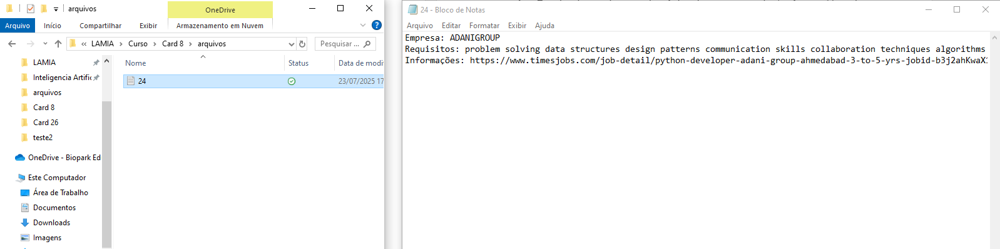 arquivos
OneDrive
Arquivo Início Compartilhar Exibir Armazenamento em Nuvem
« LAMIA Curso Card 8 arquivos
Pesquisar ...
LAMIA
Inteligencia Artific
arquivos
Card 8
Card 26
teste2
OneDrive - Biopark Ed
Este Computador
Área de Trabalho
Documentos
Downloads
Imagens
Nome Status Data de modi
24 23/07/2025 17
24 - Bloco de Notas
Arquivo Editar Formatar Exibir Ajuda
Empresa: ADANIGROUP
Requisitos: problem solving data structures design patterns communication skills collaboration techniques algorithms
Informações: https://www.timesjobs.com/job-detail/python-developer-adani-group-ahmedabad-3-to-5-yrs-jobid-b3j2ahKwaX